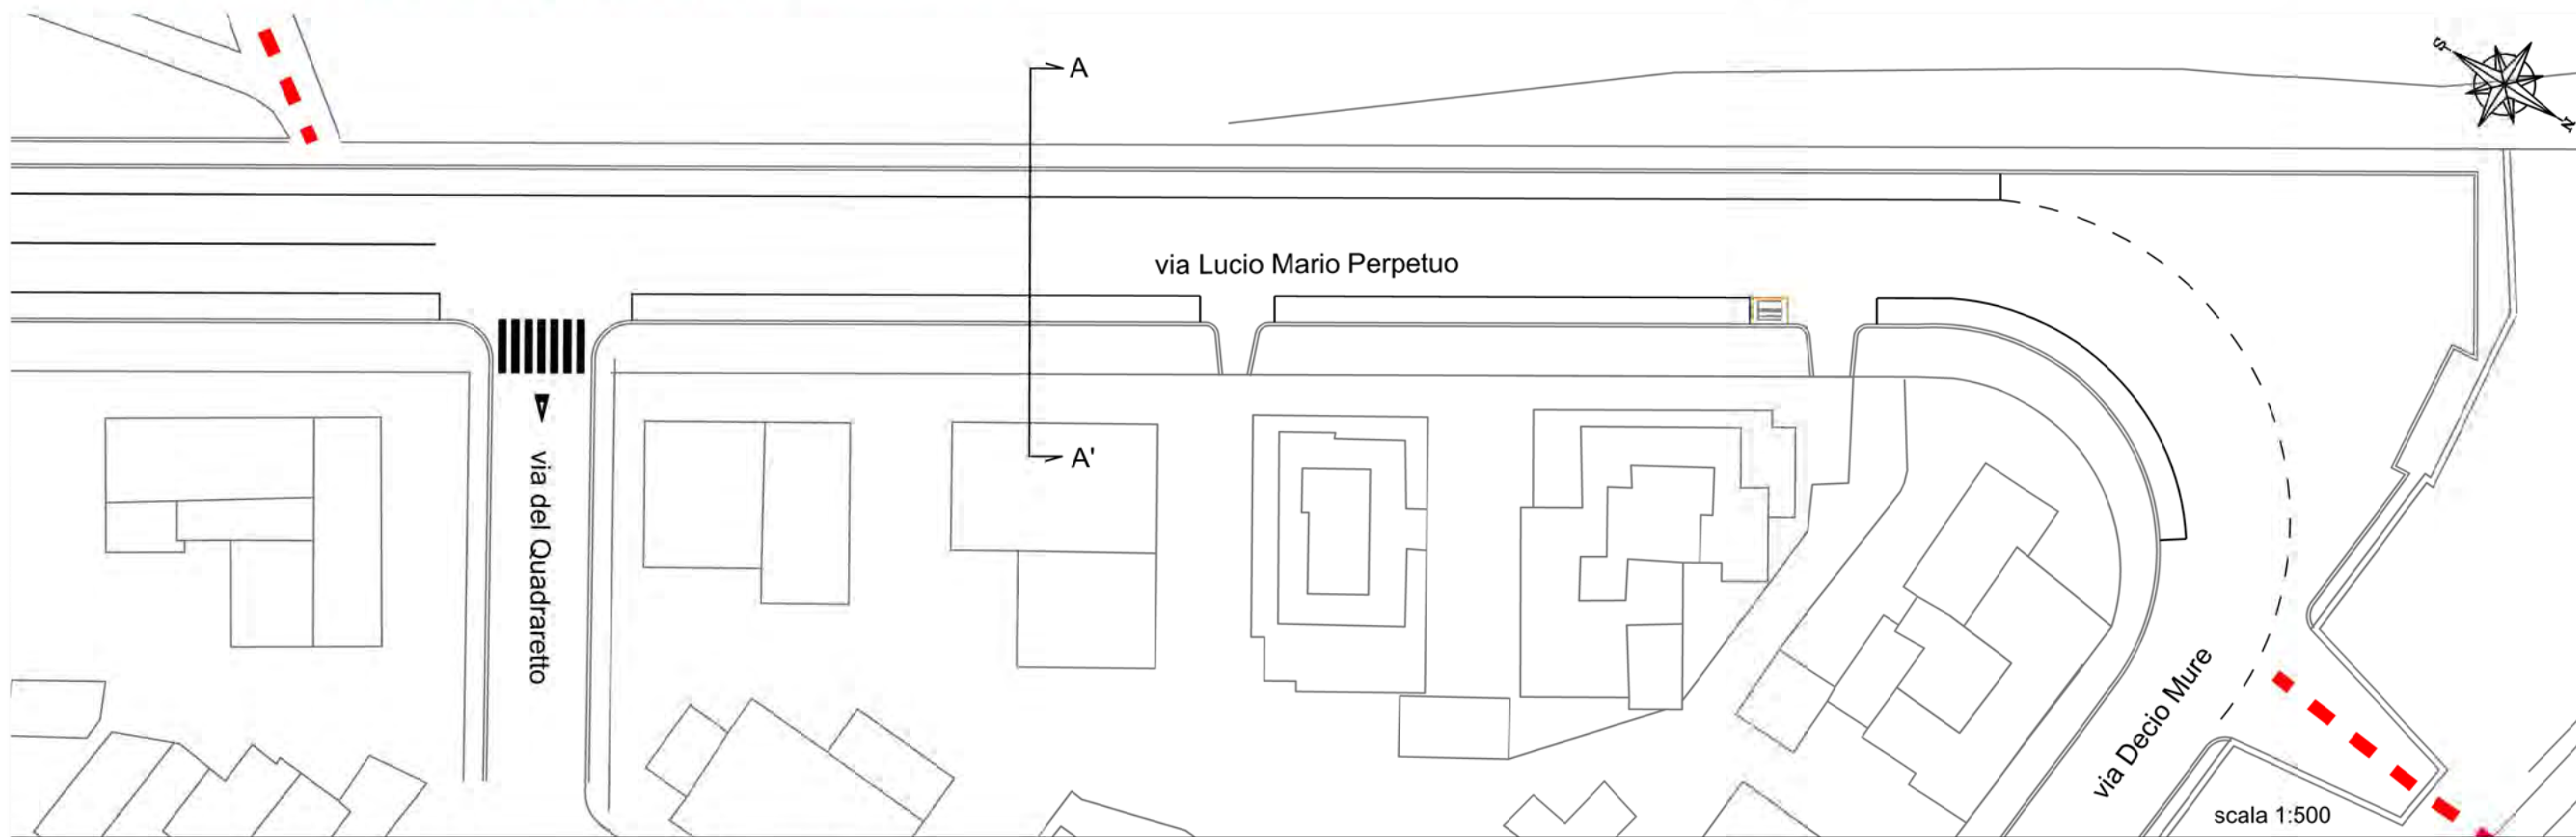 A
S
N
via Lucio Mario Perpetuo
A'
via del Quadraretto
via Decio Mure
scala 1:500